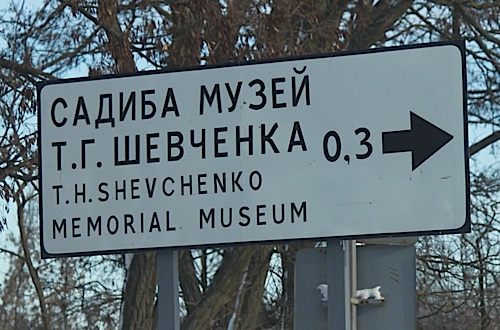 САДИБА МУЗЕЙ
Т.Г. ШЕВЧЕНКА 0,3
T.H.SHEVCHENKO
MEMORIAL MUSEUM